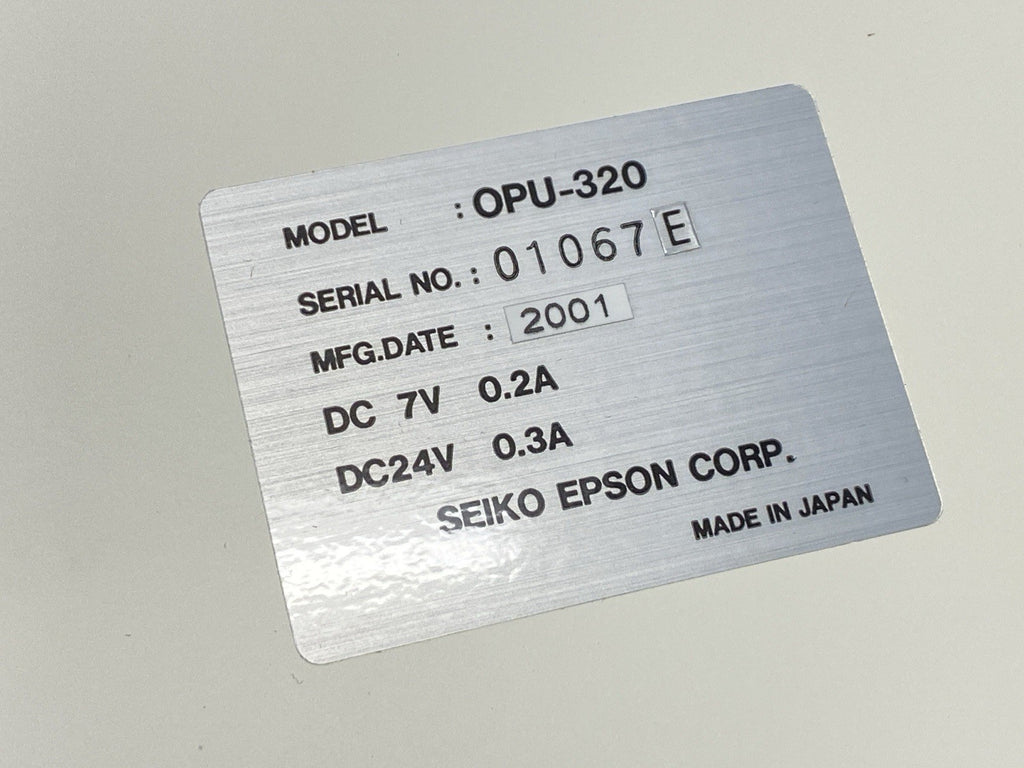 MODEL : OPU-320
SERIAL NO. : 01067 E
MFG.DATE : 2001
DC 7V 0.2A
DC24V 0.3A
SEIKO EPSON CORP.
MADE IN JAPAN